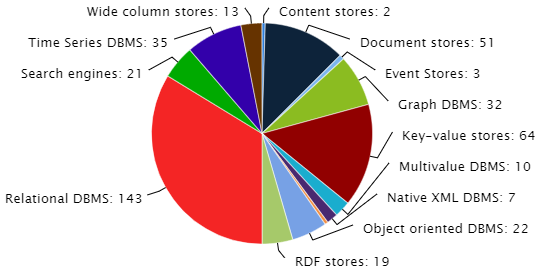 Wide column stores: 13
Content stores: 2
Time Series DBMS: 35
Document stores: 51
Search engines: 21
Event Stores: 3
Graph DBMS: 32
Key-value stores: 64
Multivalue DBMS: 10
Relational DBMS: 143
Native XML DBMS: 7
Object oriented DBMS: 22
RDF stores: 19